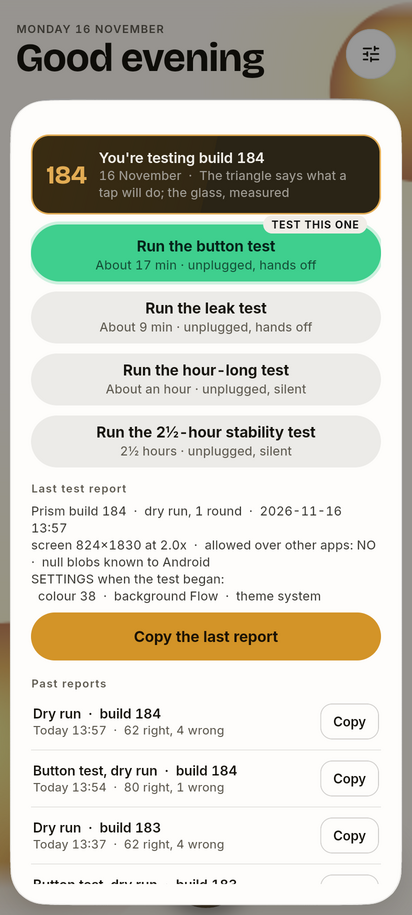 MONDAY 16 NOVEMBER
Good evening
184
You're testing build 184
16 November · The triangle says what a
tap will do; the glass, measured
TEST THIS ONE
Run the button test
About 17 min · unplugged, hands off
Run the leak test
About 9 min · unplugged, hands off
Run the hour-long test
About an hour · unplugged, silent
Run the 2½-hour stability test
2½ hours · unplugged, silent
Last test report
Prism build 184 · dry run, 1 round · 2026-11-16
13:57
screen 824×1830 at 2.0x · allowed over other apps: NO
· null blobs known to Android
SETTINGS when the test began:
colour 38 · background Flow · theme system
Copy the last report
Past reports
Dry run · build 184
Today 13:57 · 62 right, 4 wrong
Copy
Button test, dry run · build 184
Today 13:54 · 80 right, 1 wrong
Copy
Dry run · build 183
Today 13:37 · 62 right, 4 wrong
Copy
Button test, dry run · build 183